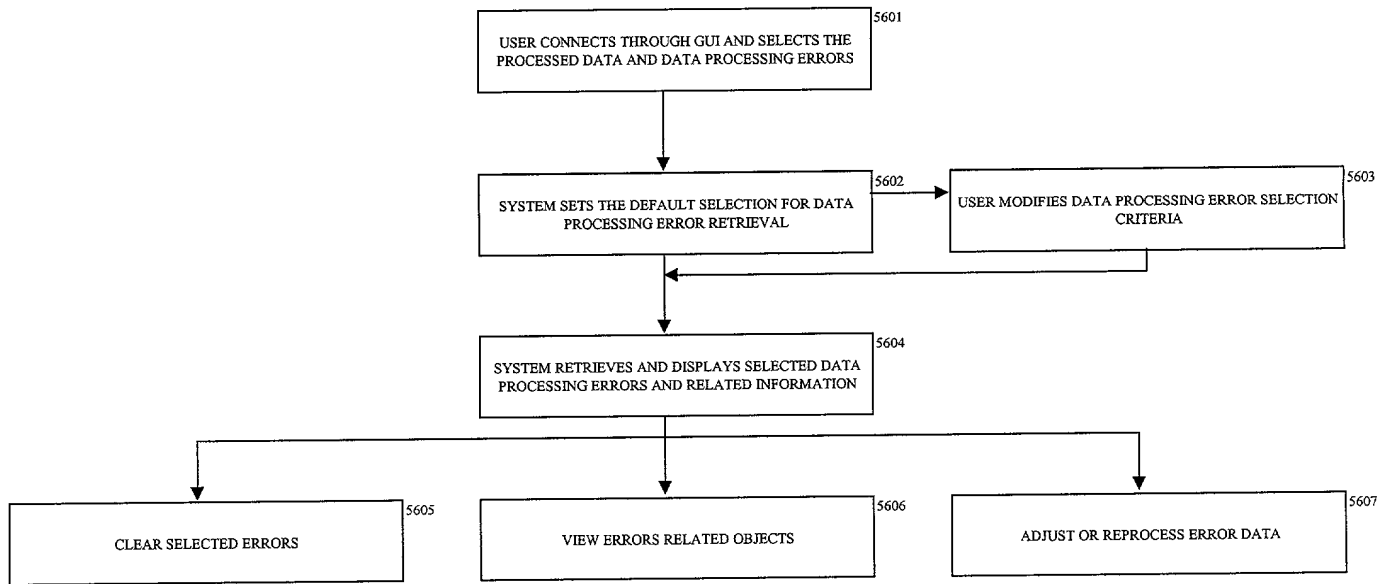 5601
USER CONNECTS THROUGH GUI AND SELECTS THE
PROCESSED DATA AND DATA PROCESSING ERRORS
5602
SYSTEM SETS THE DEFAULT SELECTION FOR DATA
PROCESSING ERROR RETRIEVAL
5603
USER MODIFIES DATA PROCESSING ERROR SELECTION
CRITERIA
5604
SYSTEM RETRIEVES AND DISPLAYS SELECTED DATA
PROCESSING ERRORS AND RELATED INFORMATION
5605
CLEAR SELECTED ERRORS
5606
VIEW ERRORS RELATED OBJECTS
5607
ADJUST OR REPROCESS ERROR DATA